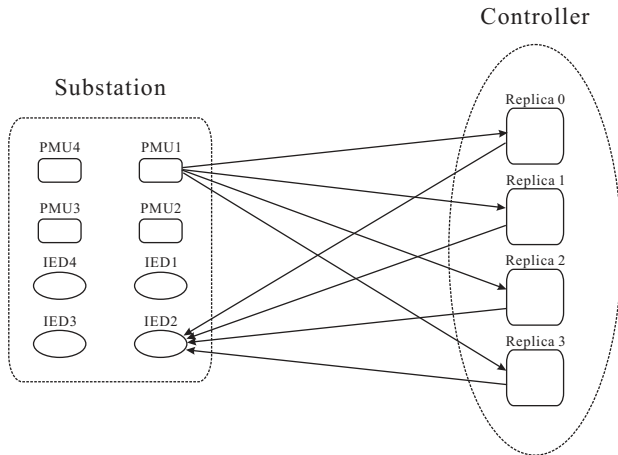 Controller
Substation
Replica 0
PMU4 PMU1
Replica 1
PMU3 PMU2
IED4 IED1
Replica 2
IED3 IED2
Replica 3